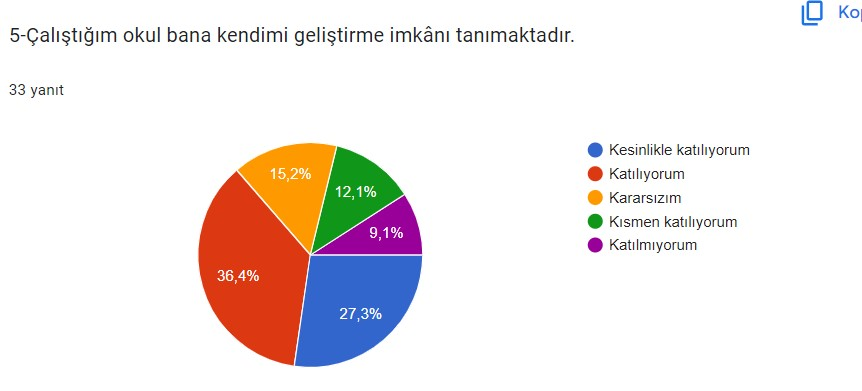 Ko
5-Çalıştığım okul bana kendimi geliştirme imkânı tanımaktadır.
33 yanıt
Kesinlikle katılıyorum
Katılıyorum
Kararsızım
Kısmen katılıyorum
Katılmıyorum
15,2%
12,1%
9,1%
36,4%
27,3%